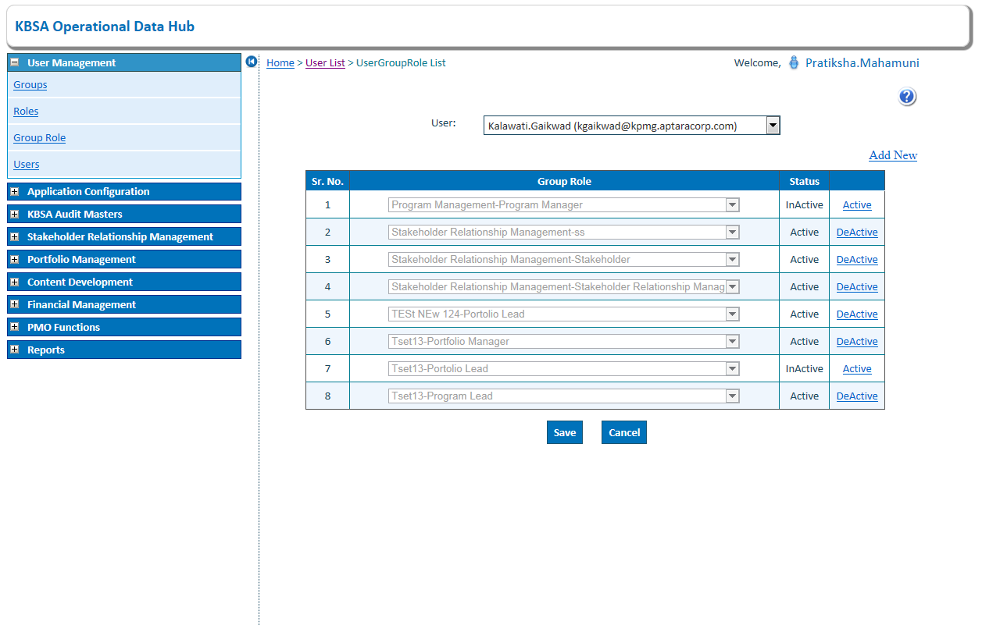 KBSA Operational Data Hub
User Management
Groups
Roles
Group Role
Users
Application Configuration
KBSA Audit Masters
Stakeholder Relationship Management
Portfolio Management
Content Development
Financial Management
PMO Functions
Reports
Home > User List > UserGroupRole List
Welcome, Pratiksha.Mahamuni
?
User: Kalawati.Gaikwad (kgaikwad@kpmg.aptaracorp.com)
Add New
Sr. No. Group Role Status
1 Program Management-Program Manager InActive Active
2 Stakeholder Relationship Management-ss Active DeActive
3 Stakeholder Relationship Management-Stakeholder Active DeActive
4 Stakeholder Relationship Management-Stakeholder Relationship Manag Active DeActive
5 TESt NEw 124-Portolio Lead Active DeActive
6 Tset13-Portfolio Manager Active DeActive
7 Tset13-Portolio Lead InActive Active
8 Tset13-Program Lead Active DeActive
Save Cancel